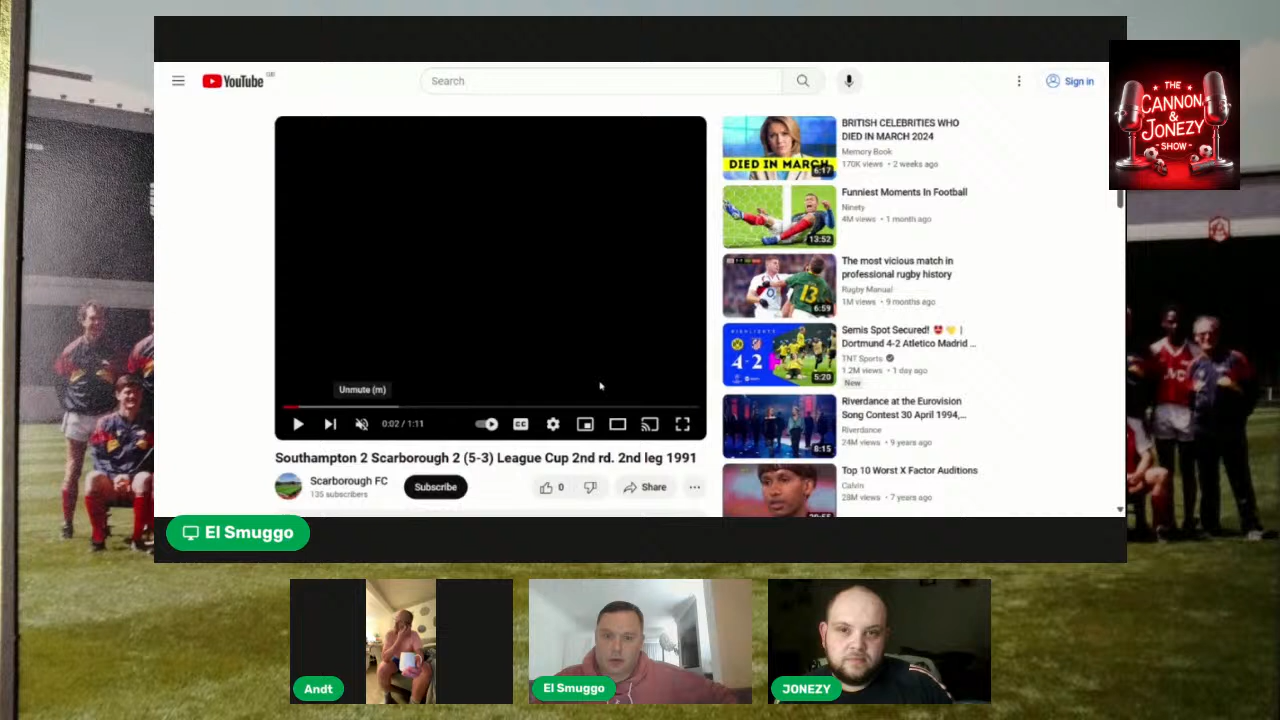 YouTube GB
Search
Sign in
THE
CANNON
&
JONEZY
- SHOW -
BRITISH CELEBRITIES WHO
DIED IN MARCH 2024
Memory Book
170K views • 2 weeks ago
DIED IN MARCH
6:17
Funniest Moments In Football
Ninety
4M views • 1 month ago
13:52
The most vicious match in
professional rugby history
Rugby Manual
1M views • 9 months ago
13
6:59
Semis Spot Secured! 😍 💛 |
Dortmund 4-2 Atletico Madrid ...
TNT Sports
1.2M views • 1 day ago
New
HIGHLIGHTS
4-2
5:20
Riverdance at the Eurovision
Song Contest 30 April 1994,...
Riverdance
24M views • 9 years ago
8:15
Top 10 Worst X Factor Auditions
Calvin
28M views • 7 years ago
Unmute (m)
0:02 / 1:11
CC
Southampton 2 Scarborough 2 (5-3) League Cup 2nd rd. 2nd leg 1991
Scarborough FC
135 subscribers
Subscribe
0
Share
El Smuggo
Andt
El Smuggo
JONEZY